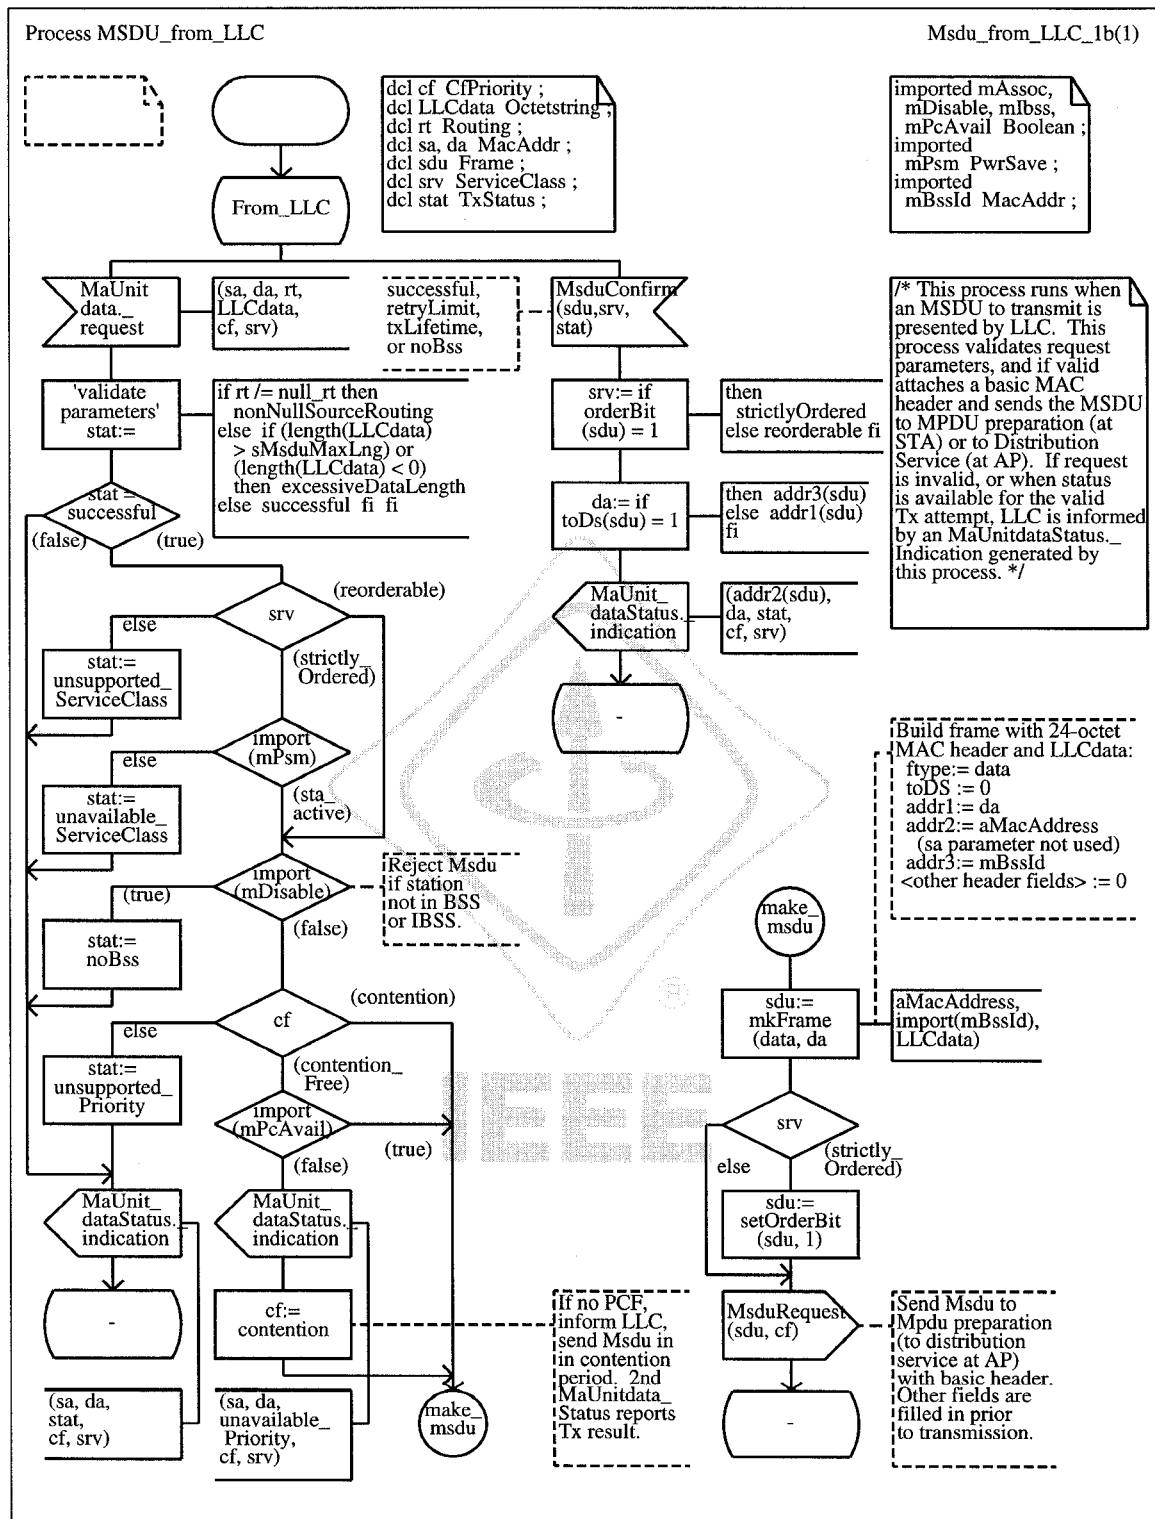 Process MSDU_from_LLC
Msdu_from_LLC_1b(1)
dcl cf CfPriority ;
dcl LLCdata Octetstring ;
dcl rt Routing ;
dcl sa, da MacAddr ;
dcl sdu Frame ;
dcl srv ServiceClass ;
dcl stat TxStatus ;
imported mAssoc,
mDisable, mIbss,
mPcAvail Boolean ;
imported
mPsm PwrSave ;
imported
mBssId MacAddr ;
From_LLC
MaUnit
data._
request
(sa, da, rt,
LLCdata,
cf, srv)
successful,
retryLimit,
txLifetime,
or noBss
MsduConfirm
(sdu,srv,
stat)
/* This process runs when
an MSDU to transmit is
presented by LLC. This
process validates request
parameters, and if valid
attaches a basic MAC
header and sends the MSDU
to MPDU preparation (at
STA) or to Distribution
Service (at AP). If request
is invalid, or when status
is available for the valid
Tx attempt, LLC is informed
by an MaUnitdataStatus._
Indication generated by
this process. */
'validate
parameters'
stat:=
if rt /= null_rt then
nonNullSourceRouting
else if (length(LLCdata)
> sMsduMaxLng) or
(length(LLCdata) < 0)
then excessiveDataLength
else successful fi fi
srv:= if
orderBit
(sdu) = 1
then
strictlyOrdered
else reorderable fi
stat =
successful
(false)
(true)
da:= if
toDs(sdu) = 1
then addr3(sdu)
else addr1(sdu)
fi
srv
(reorderable)
else
(strictly_
Ordered)
stat:=
unsupported_
ServiceClass
MaUnit_
dataStatus._
indication
(addr2(sdu),
da, stat,
cf, srv)
-
import
(mPsm)
else
(sta_
active)
stat:=
unavailable_
ServiceClass
Build frame with 24-octet
MAC header and LLCdata:
ftype:= data
toDS := 0
addr1:= da
addr2:= aMacAddress
(sa parameter not used)
addr3:= mBssId
<other header fields> := 0
import
(mDisable)
(true)
(false)
Reject Msdu
if station
not in BSS
or IBSS.
stat:=
noBss
make_
msdu
cf
(contention)
else
(contention_
Free)
stat:=
unsupported_
Priority
sdu:=
mkFrame
(data, da
aMacAddress,
import(mBssId),
LLCdata)
®
IEEE
import
(mPcAvail)
(true)
(false)
srv
(strictly_
Ordered)
else
sdu:=
setOrderBit
(sdu, 1)
MaUnit_
dataStatus._
indication
MaUnit_
dataStatus._
indication
-
cf:=
contention
If no PCF,
inform LLC,
send Msdu in
in contention
period. 2nd
MaUnitdata_
Status reports
Tx result.
MsduRequest
(sdu, cf)
Send Msdu to
Mpdu preparation
(to distribution
service at AP)
with basic header.
Other fields are
filled in prior
to transmission.
(sa, da,
stat,
cf, srv)
(sa, da,
unavailable_
Priority,
cf, srv)
make_
msdu
-